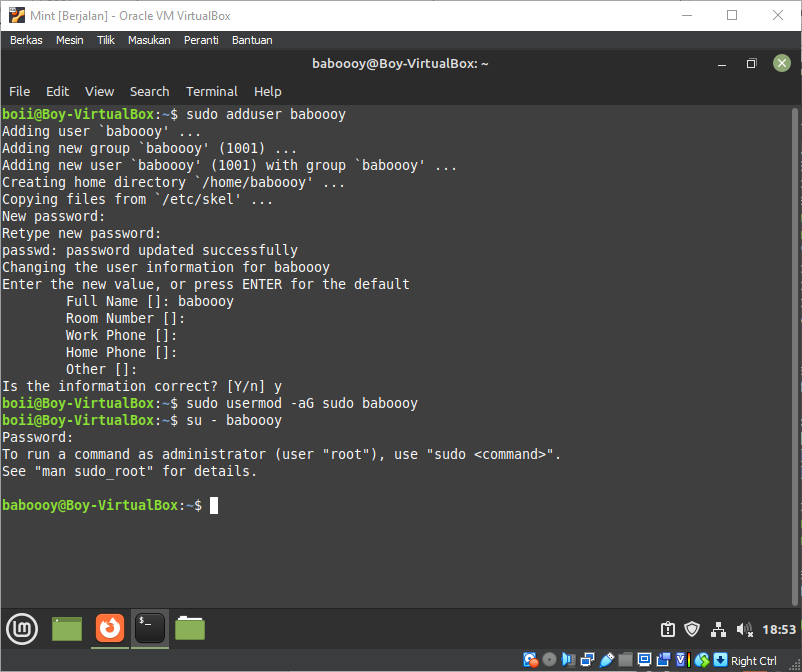 Mint [Berjalan] - Oracle VM VirtualBox
Berkas Mesin Tilik Masukan Peranti Bantuan
baboooy@Boy-VirtualBox: ~
File Edit View Search Terminal Help
boii@Boy-VirtualBox:~$ sudo adduser baboooy
Adding user `baboooy' ...
Adding new group `baboooy' (1001) ...
Adding new user `baboooy' (1001) with group `baboooy' ...
Creating home directory `/home/baboooy' ...
Copying files from `/etc/skel' ...
New password:
Retype new password:
passwd: password updated successfully
Changing the user information for baboooy
Enter the new value, or press ENTER for the default
Full Name []: baboooy
Room Number []:
Work Phone []:
Home Phone []:
Other []:
Is the information correct? [Y/n] y
boii@Boy-VirtualBox:~$ sudo usermod -aG sudo baboooy
boii@Boy-VirtualBox:~$ su - baboooy
Password:
To run a command as administrator (user "root"), use "sudo <command>".
See "man sudo_root" for details.
baboooy@Boy-VirtualBox:~$
18:53
Right Ctrl